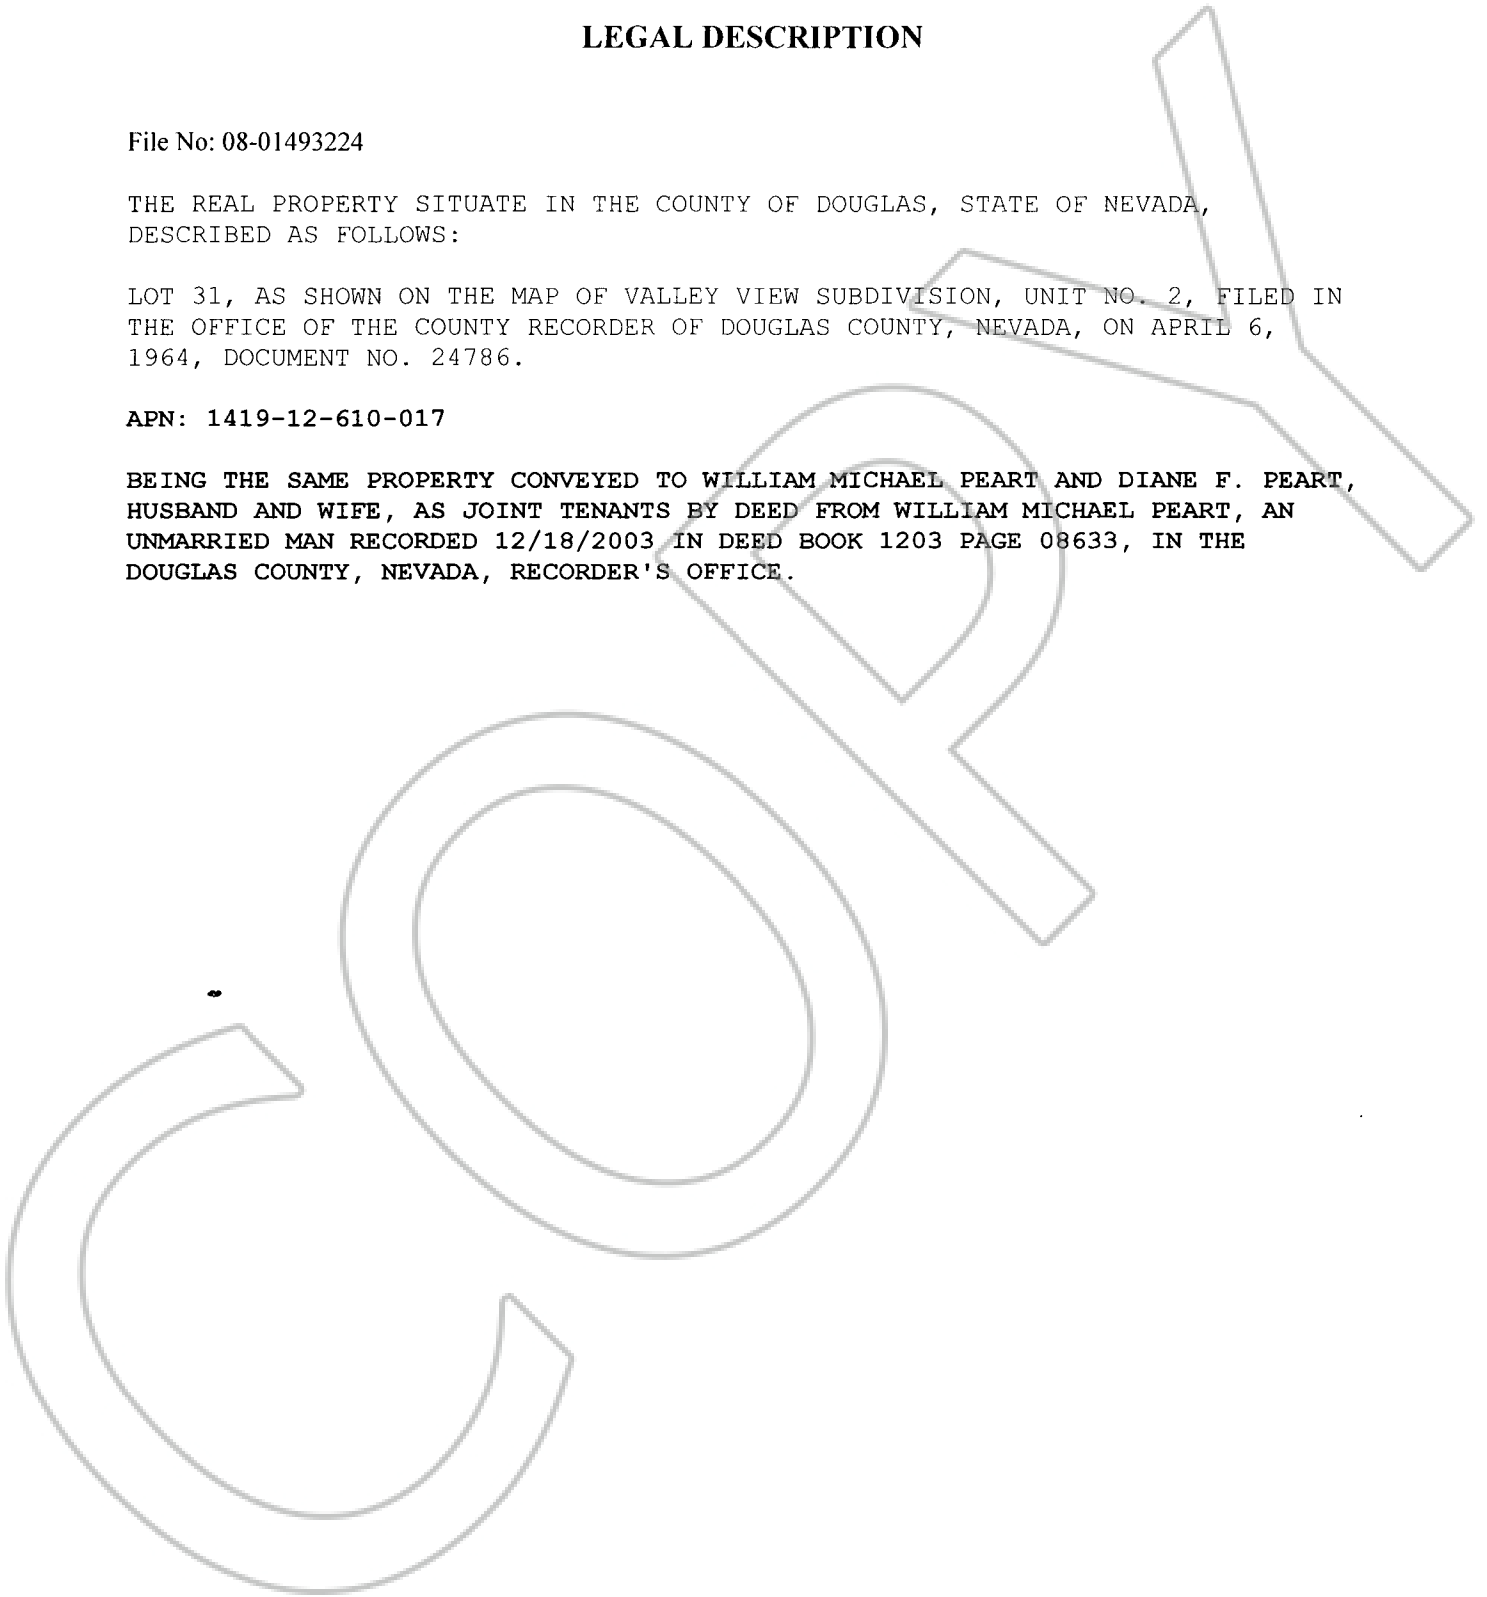 LEGAL DESCRIPTION
File No: 08-01493224
THE REAL PROPERTY SITUATE IN THE COUNTY OF DOUGLAS, STATE OF NEVADA,
DESCRIBED AS FOLLOWS:
LOT 31, AS SHOWN ON THE MAP OF VALLEY VIEW SUBDIVISION, UNIT NO. 2, FILED IN
THE OFFICE OF THE COUNTY RECORDER OF DOUGLAS COUNTY, NEVADA, ON APRIL 6,
1964, DOCUMENT NO. 24786.
APN: 1419-12-610-017
BEING THE SAME PROPERTY CONVEYED TO WILLIAM MICHAEL PEART AND DIANE F. PEART,
HUSBAND AND WIFE, AS JOINT TENANTS BY DEED FROM WILLIAM MICHAEL PEART, AN
UNMARRIED MAN RECORDED 12/18/2003 IN DEED BOOK 1203 PAGE 08633, IN THE
DOUGLAS COUNTY, NEVADA, RECORDER'S OFFICE.
COPY